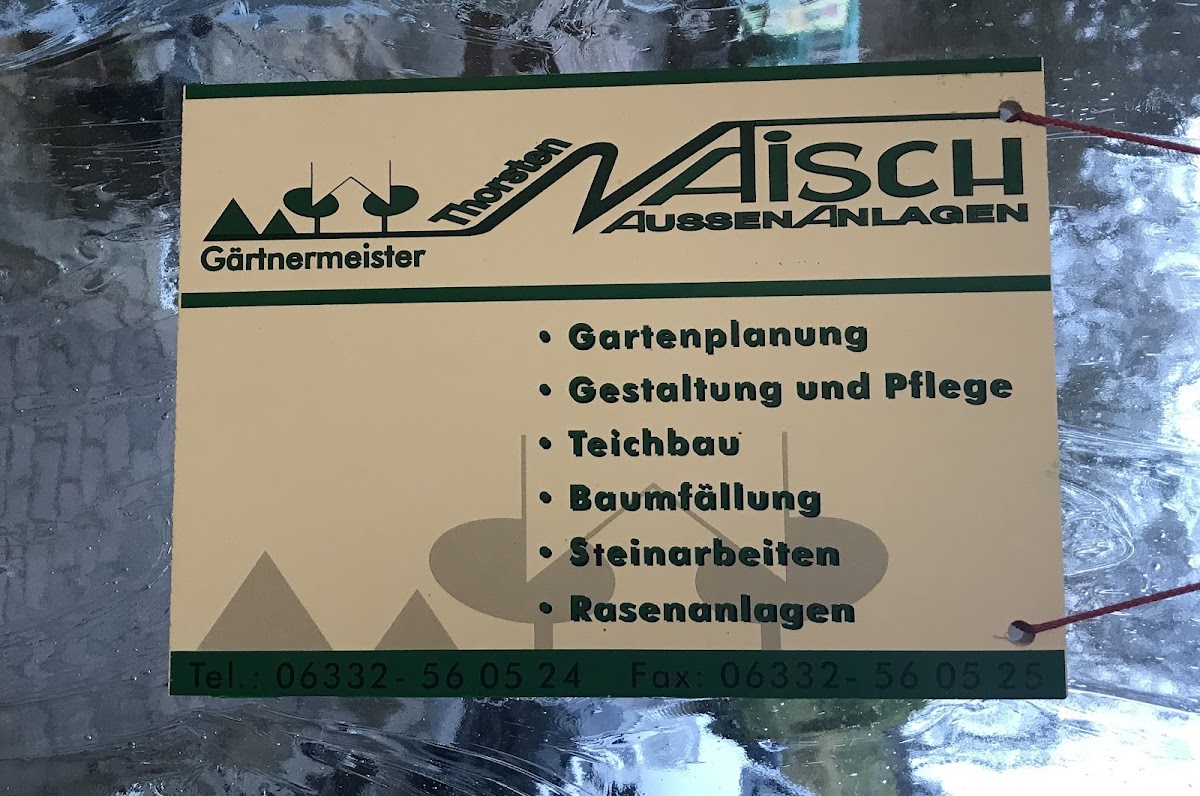 Thorsten NAISCH
AUSSENANLAGEN
Gärtnermeister
• Gartenplanung
• Gestaltung und Pflege
• Teichbau
• Baumfällung
• Steinarbeiten
• Rasenanlagen
Tel.: 06332- 56 05 24 Fax: 06332- 56 05 25